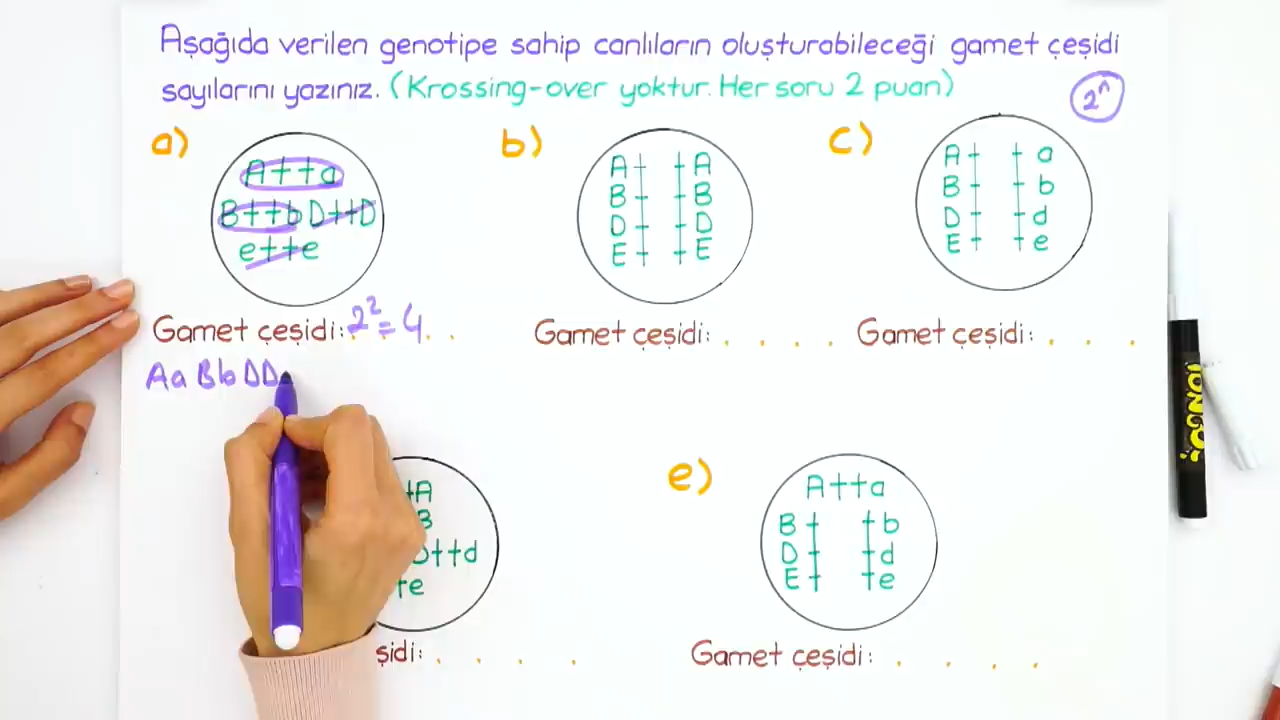 Aşağıda verilen genotipe sahip canlıların oluşturabileceği gamet çeşidi
sayılarını yazınız. (Krossing-over yoktur. Her soru 2 puan)
2ⁿ
a)
A a
B b D D
e e
Gamet çeşidi: 2² = 4
Aa Bb DD
b)
A A
B B
D D
E E
Gamet çeşidi: . . . .
c)
A a
B b
D d
E e
Gamet çeşidi: . . .
A
B
d
e
şidi: . . . .
e)
A a
B b
D d
E e
Gamet çeşidi: . . . .